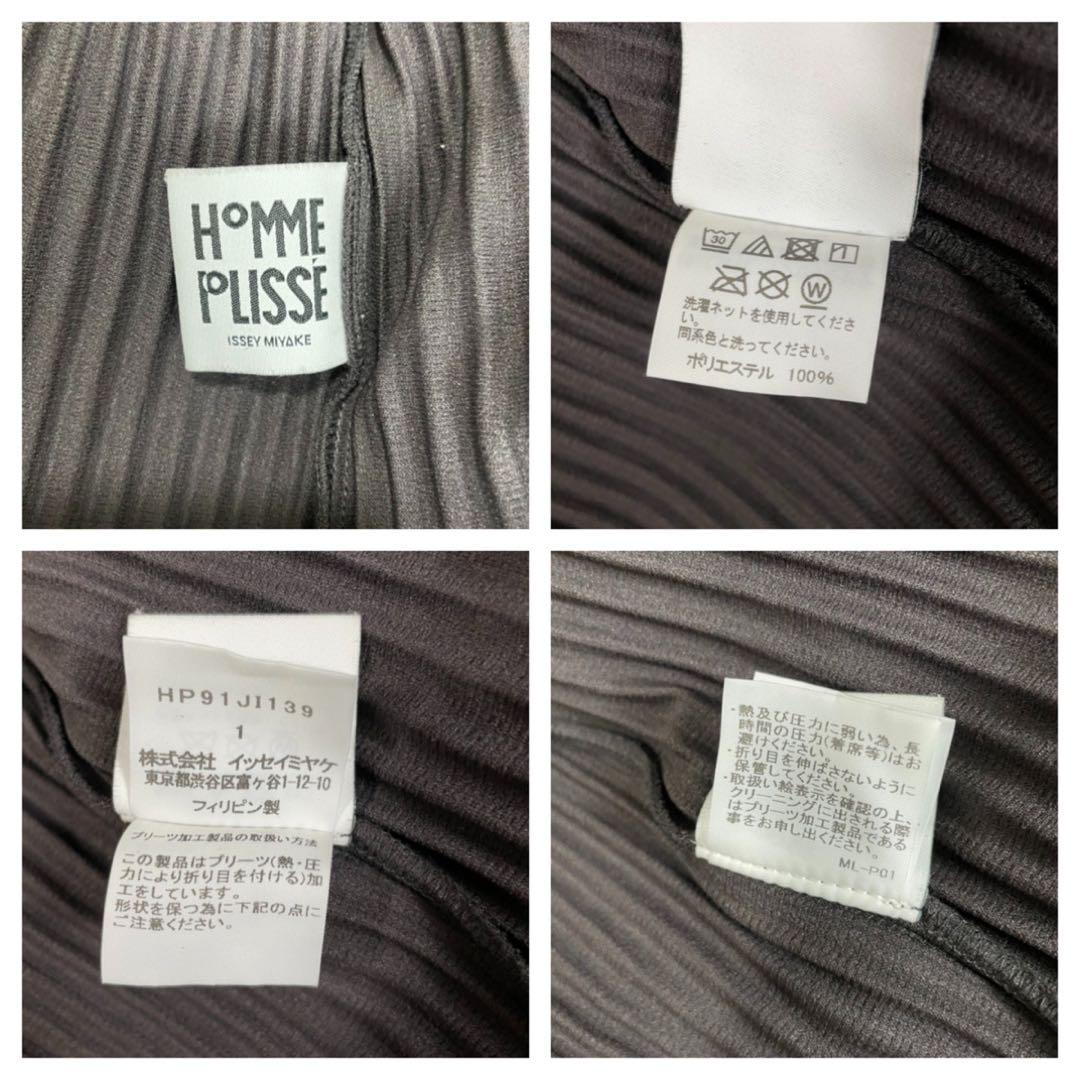 HOMME
PLISSÉ
ISSEY MIYAKE
30
1
W
洗濯ネットを使用してくださ
い。
同系色と洗ってください。
ポリエステル 100%
HP91JI139
1
株式会社 イッセイミヤケ
東京都渋谷区富ヶ谷1-12-10
フィリピン製
プリーツ加工製品の取扱い方法
この製品はプリーツ(熱・圧
力により折り目を付ける)加
工をしています。
形状を保つ為に下記の点に
ご注意ください。
・熱及び圧力に弱い為、長
時間の圧力(着席等)はお
避けください。
・折り目を伸ばさないように
保管してください。
・取扱い絵表示を確認の上、
クリーニングに出される際
はプリーツ加工製品である
事をお申し出ください。
ML-P01